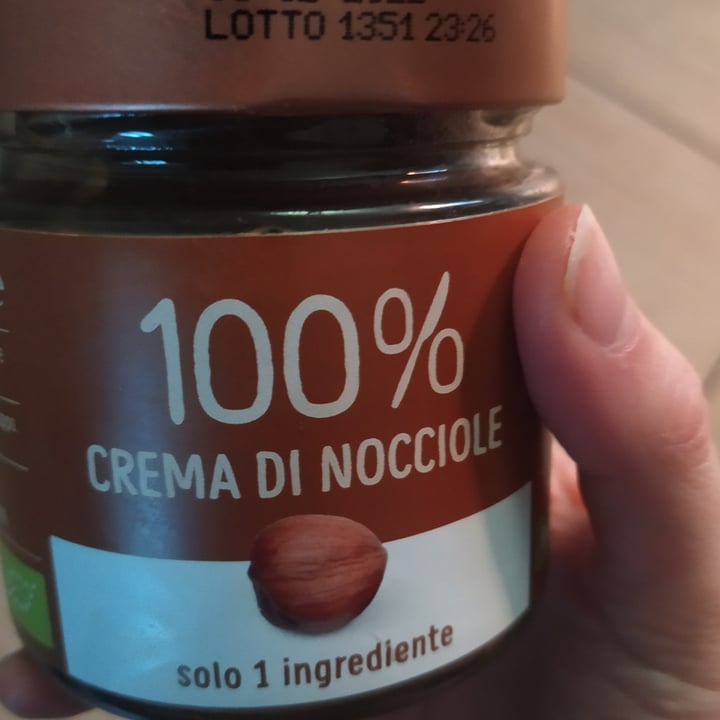 LOTTO 1351 23:26
100%
CREMA DI NOCCIOLE
solo 1 ingrediente